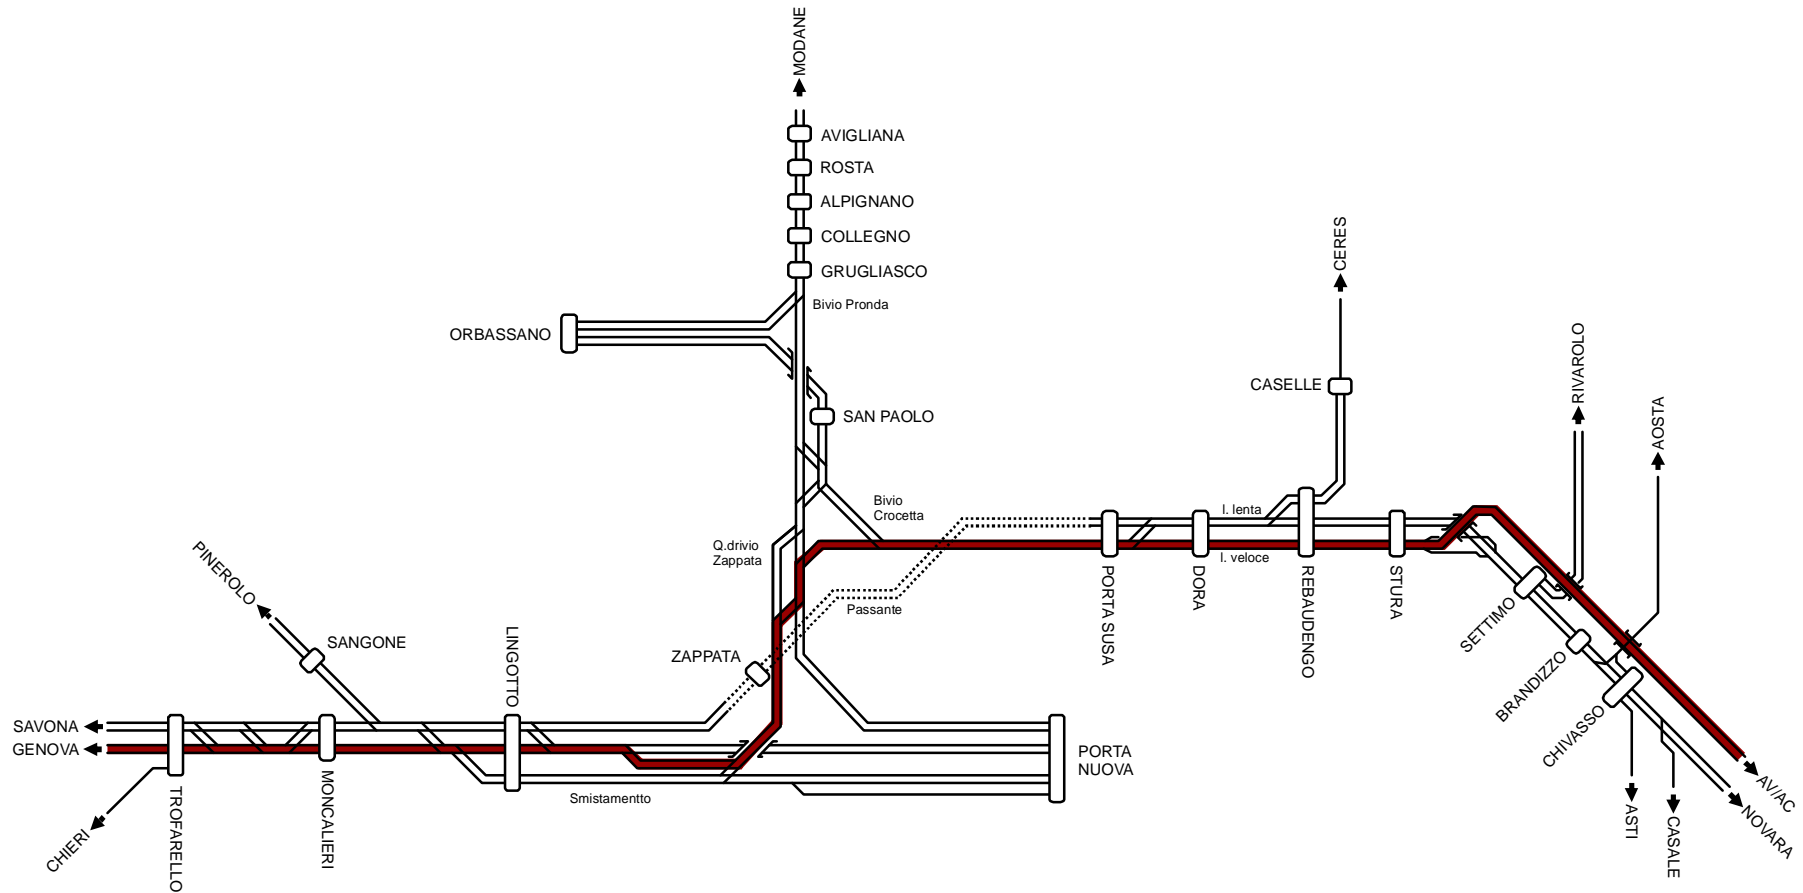 MODANE
AVIGLIANA
ROSTA
ALPIGNANO
COLLEGNO
GRUGLIASCO
Bivio Pronda
ORBASSANO
SAN PAOLO
CERES
CASELLE
RIVAROLO
AOSTA
Bivio
Crocetta
l. lenta
l. veloce
Q.drivio
Zappata
Passante
PORTA SUSA
DORA
REBAUDENGO
STURA
SETTIMO
BRANDIZZO
CHIVASSO
PINEROLO
SANGONE
LINGOTTO
ZAPPATA
SAVONA
GENOVA
PORTA
NUOVA
Smistamentto
CHIERI
TROFARELLO
MONCALIERI
ASTI
CASALE
AV/AC
NOVARA